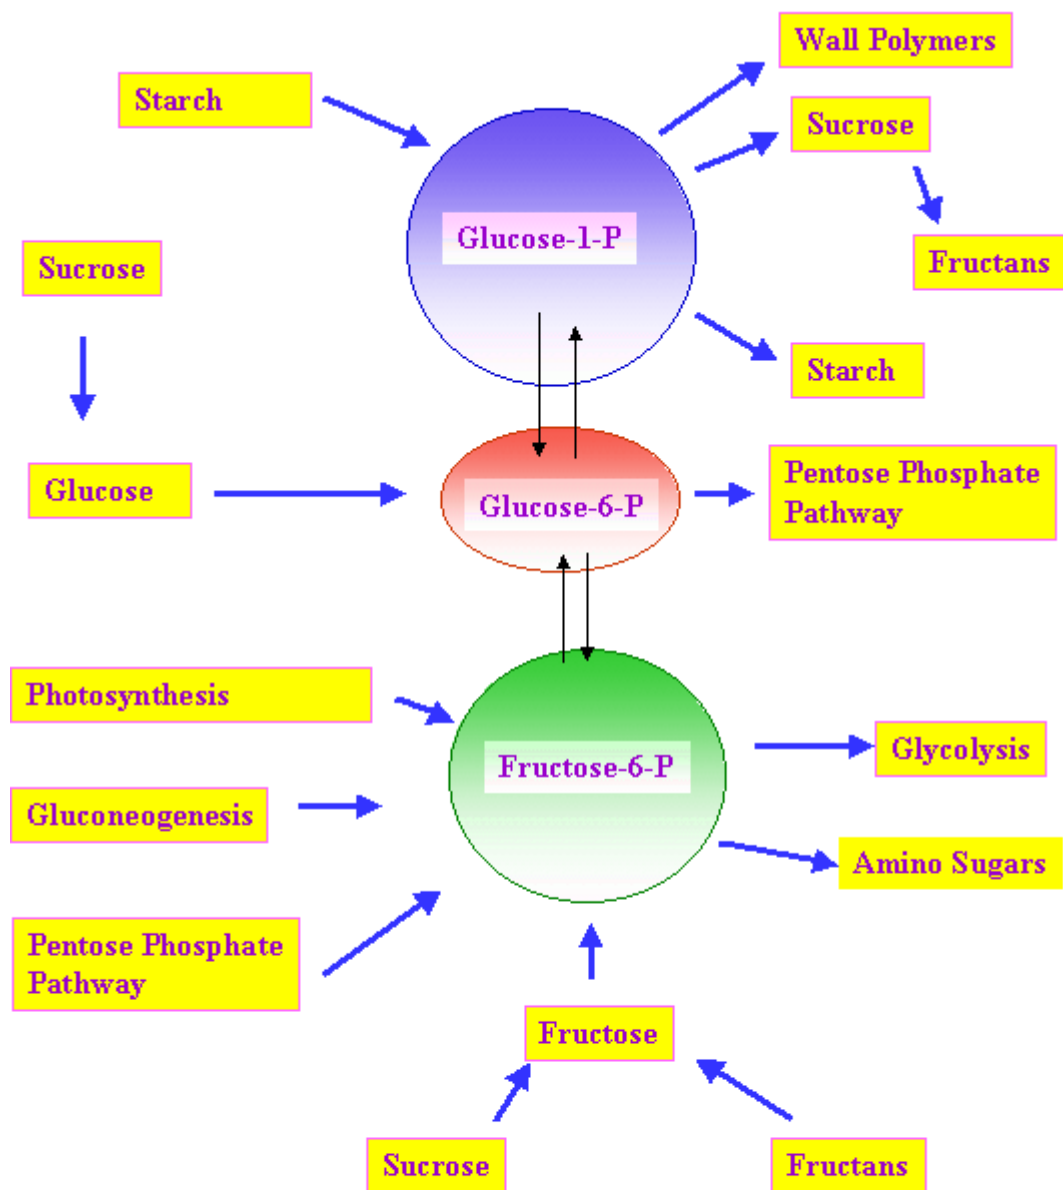 Wall Polymers
Starch
Sucrose
Glucose-1-P
Sucrose
Fructans
Starch
Glucose
Glucose-6-P
Pentose Phosphate
Pathway
Photosynthesis
Fructose-6-P
Glycolysis
Gluconeogenesis
Amino Sugars
Pentose Phosphate
Pathway
Fructose
Sucrose
Fructans